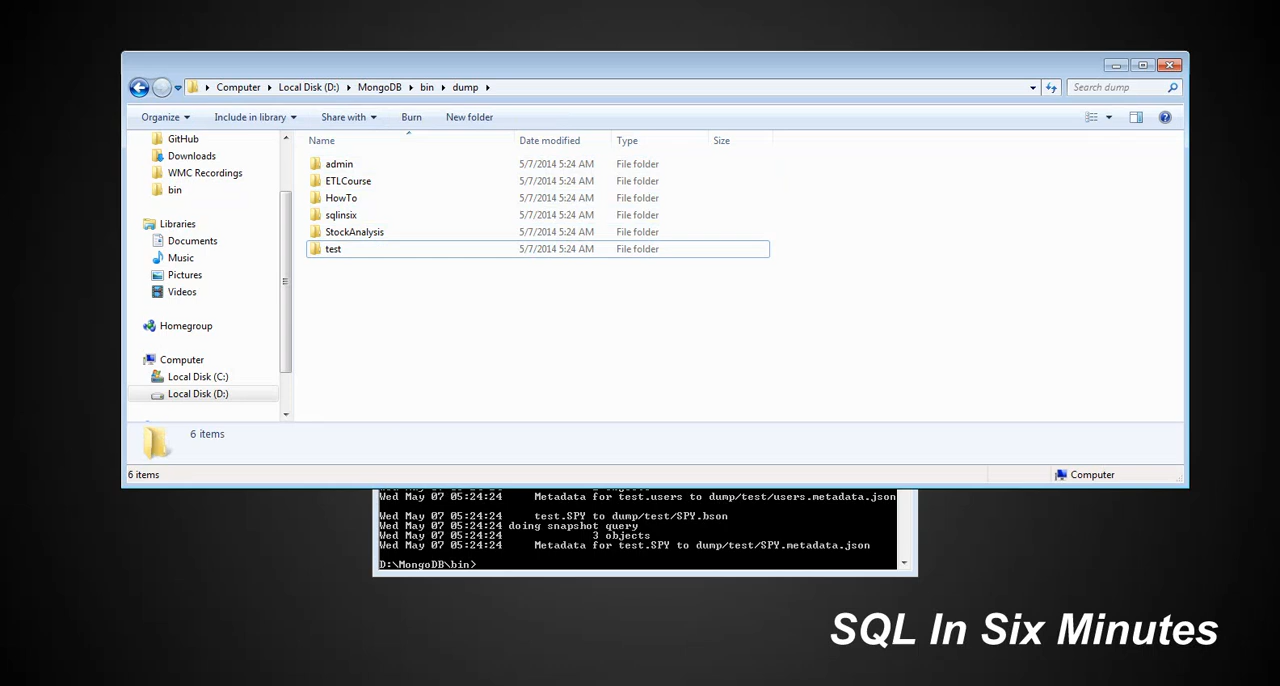 Computer Local Disk (D:) MongoDB bin dump Search dump
Organize Include in library Share with Burn New folder
GitHub
Downloads
WMC Recordings
bin
Libraries
Documents
Music
Pictures
Videos
Homegroup
Computer
Local Disk (C:)
Local Disk (D:)
Name Date modified Type Size
admin 5/7/2014 5:24 AM File folder
ETLCourse 5/7/2014 5:24 AM File folder
HowTo 5/7/2014 5:24 AM File folder
sqlinsix 5/7/2014 5:24 AM File folder
StockAnalysis 5/7/2014 5:24 AM File folder
test 5/7/2014 5:24 AM File folder
6 items
6 items Computer
Wed May 07 05:24:24 Metadata for test.users to dump/test/users.metadata.json
Wed May 07 05:24:24 test.SPY to dump/test/SPY.bson
Wed May 07 05:24:24 doing snapshot query
Wed May 07 05:24:24 3 objects
Wed May 07 05:24:24 Metadata for test.SPY to dump/test/SPY.metadata.json
D:\MongoDB\bin>
SQL In Six Minutes